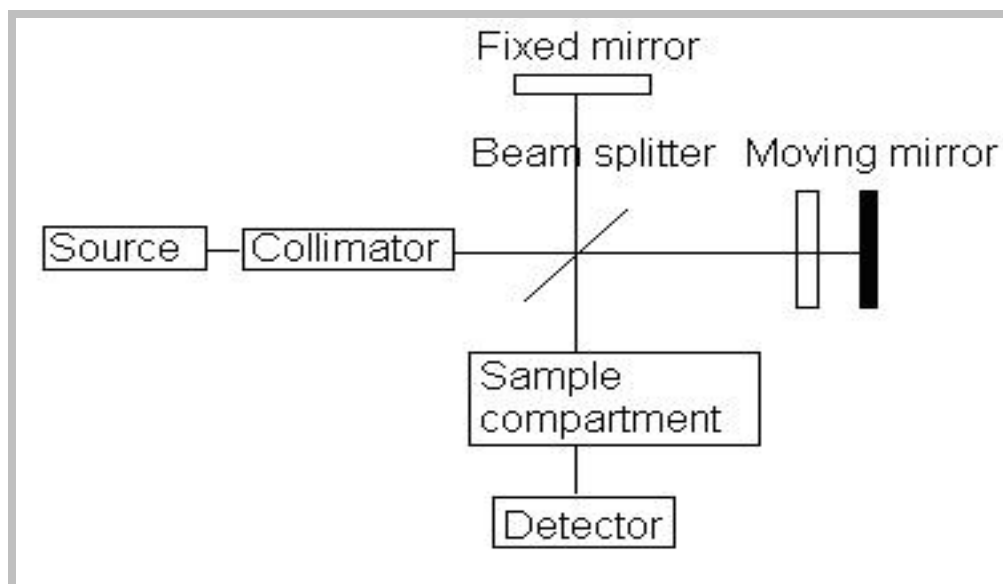 Fixed mirror
Beam splitter
Moving mirror
Source
Collimator
Sample
compartment
Detector